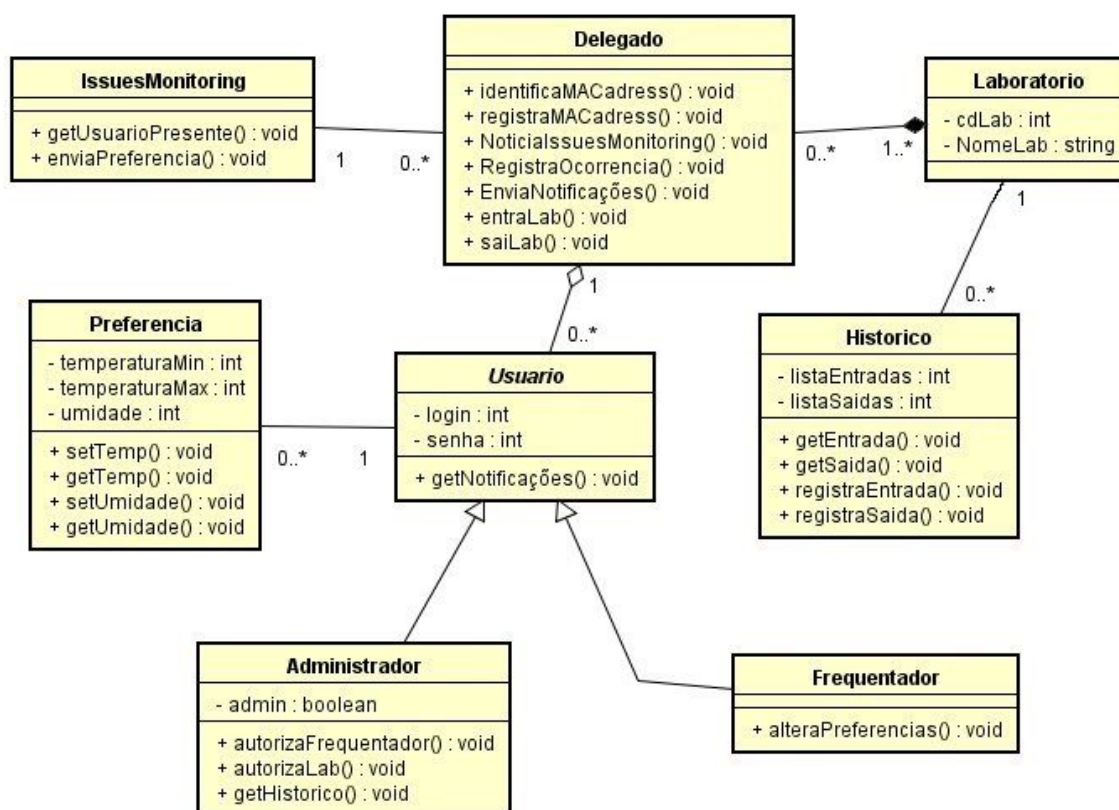 IssuesMonitoring
+ getUsuarioPresente() : void
+ enviaPreferencia() : void
1
0..*
Delegado
+ identificaMACadress() : void
+ registraMACadress() : void
+ NoticiaIssuesMonitoring() : void
+ RegistraOcorrencia() : void
+ EnviaNotificações() : void
+ entraLab() : void
+ saiLab() : void
0..*
1..*
Laboratorio
- cdLab : int
- NomeLab : string
1
0..*
1
0..*
Preferencia
- temperaturaMin : int
- temperaturaMax : int
- umidade : int
+ setTemp() : void
+ getTemp() : void
+ setUmidade() : void
+ getUmidade() : void
0..*
1
Usuario
- login : int
- senha : int
+ getNotificações() : void
Historico
- listaEntradas : int
- listaSaidas : int
+ getEntrada() : void
+ getSaida() : void
+ registraEntrada() : void
+ registraSaida() : void
Administrador
- admin : boolean
+ autorizaFrequentador() : void
+ autorizaLab() : void
+ getHistorico() : void
Frequentador
+ alteraPreferencias() : void